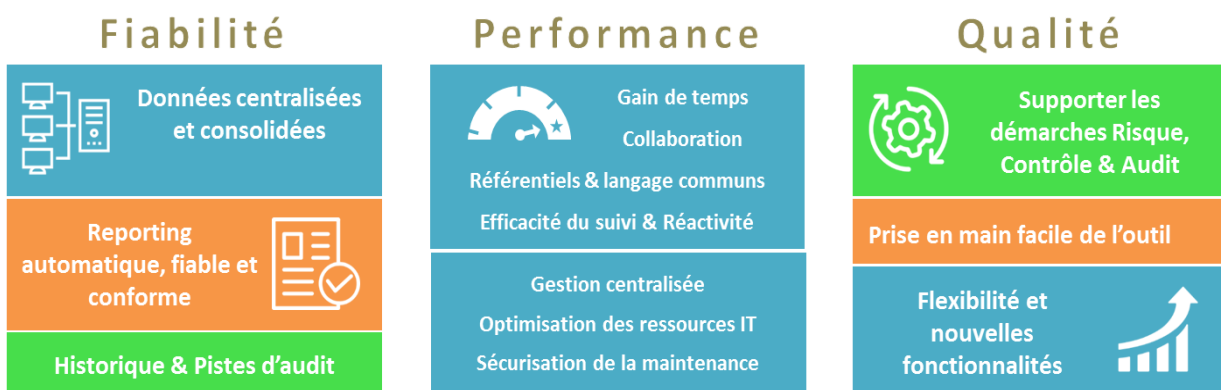 Fiabilité
Données centralisées
et consolidées
Reporting
automatique, fiable et
conforme
Historique & Pistes d'audit
Performance
Gain de temps
Collaboration
Référentiels & langage communs
Efficacité du suivi & Réactivité
Gestion centralisée
Optimisation des ressources IT
Sécurisation de la maintenance
Qualité
Supporter les
démarches Risque,
Contrôle & Audit
Prise en main facile de l'outil
Flexibilité et
nouvelles
fonctionnalités